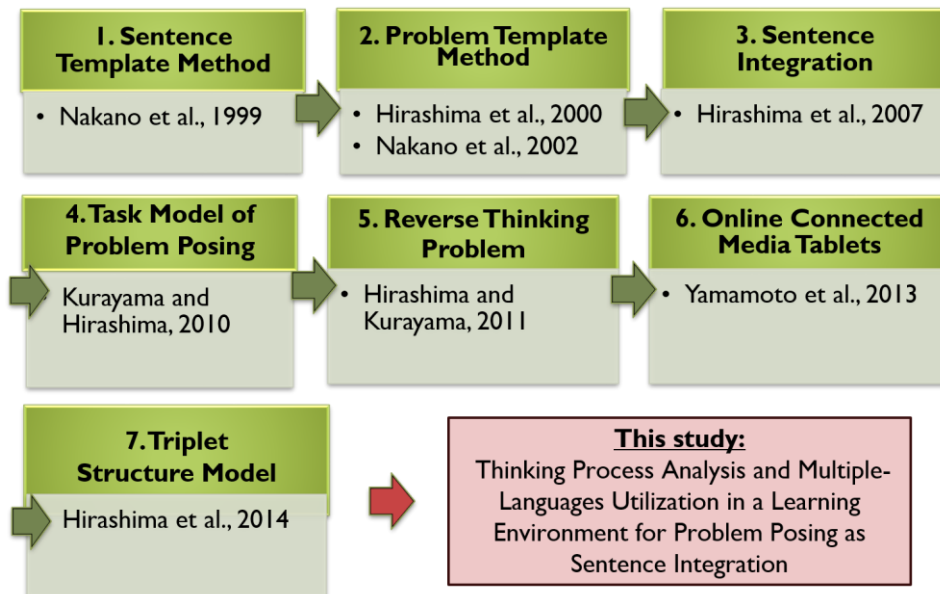 1. Sentence
Template Method
• Nakano et al., 1999
2. Problem Template
Method
• Hirashima et al., 2000
• Nakano et al., 2002
3. Sentence
Integration
• Hirashima et al., 2007
4. Task Model of
Problem Posing
• Kurayama and
Hirashima, 2010
5. Reverse Thinking
Problem
• Hirashima and
Kurayama, 2011
6. Online Connected
Media Tablets
• Yamamoto et al., 2013
7. Triplet
Structure Model
Hirashima et al., 2014
This study:
Thinking Process Analysis and Multiple-
Languages Utilization in a Learning
Environment for Problem Posing as
Sentence Integration